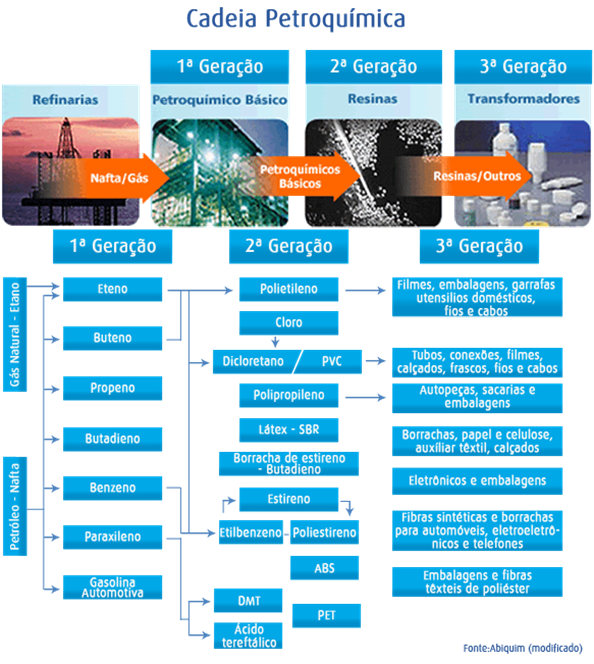 Cadeia Petroquímica
1ª Geração
2ª Geração
3ª Geração
Refinarias
Petroquímico Básico
Resinas
Transformadores
Nafta/Gás
Petroquímicos
Básicos
Resinas/Outros
1ª Geração
2ª Geração
3ª Geração
Gás Natural - Etano
Petróleo - Nafta
Eteno
Buteno
Propeno
Butadieno
Benzeno
Paraxileno
Gasolina
Automotiva
Polietileno
Cloro
Dicloretano / PVC
Polipropileno
Látex - SBR
Borracha de estireno
- Butadieno
Estireno
Etilbenzeno - Poliestireno
ABS
DMT
PET
Ácido
tereftálico
Filmes, embalagens, garrafas
utensilios domésticos,
fios e cabos
Tubos, conexões, filmes,
calçados, frascos, fios e cabos
Autopeças, sacarias e
embalagens
Borrachas, papel e celulose,
auxíliar têxtil, calçados
Eletrônicos e embalagens
Fibras sintéticas e borrachas
para automóveis, eletroeletrô-
nicos e telefones
Embalagens e fibras
têxteis de poliéster
Fonte:Abiquim (modificado)